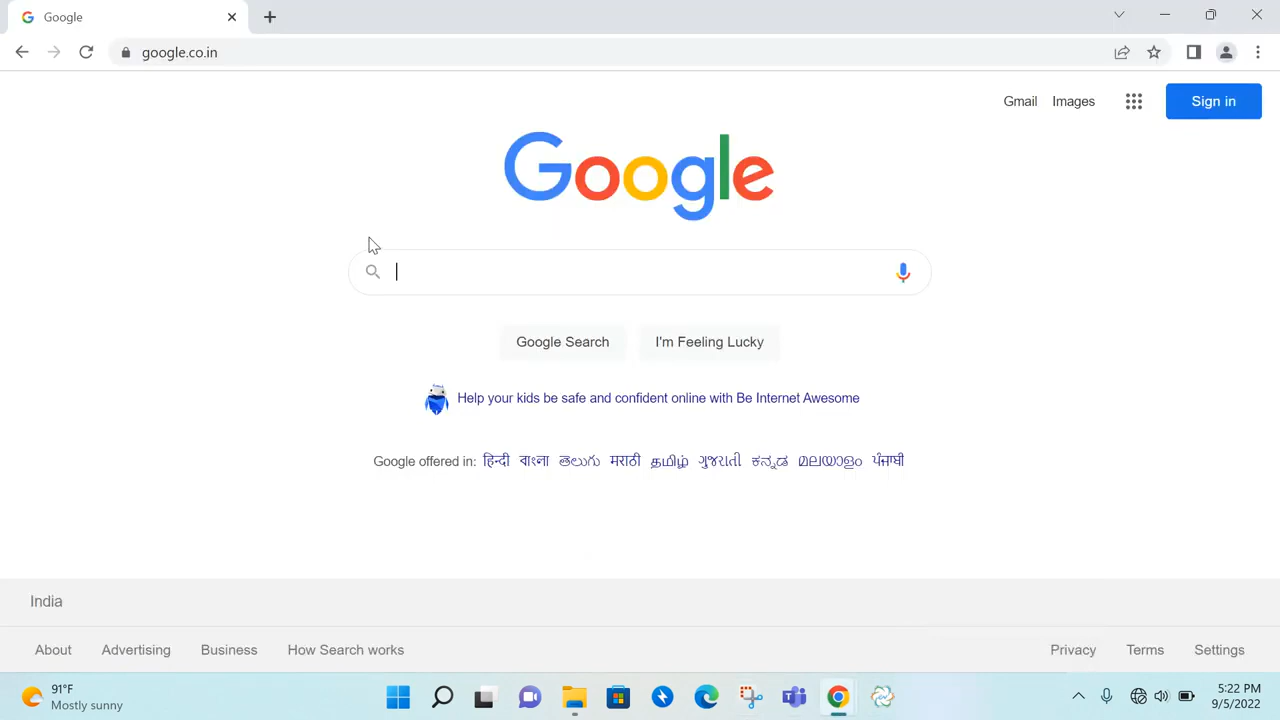 Google
google.co.in
Gmail Images Sign in
Google
Google Search I'm Feeling Lucky
Help your kids be safe and confident online with Be Internet Awesome
Google offered in: हिन्दी বাংলা తెలుగు मराठी தமிழ் ગુજરાતી ಕನ್ನಡ മലയാളം ਪੰਜਾਬੀ
India
About Advertising Business How Search works Privacy Terms Settings
91°F
Mostly sunny
5:22 PM
9/5/2022